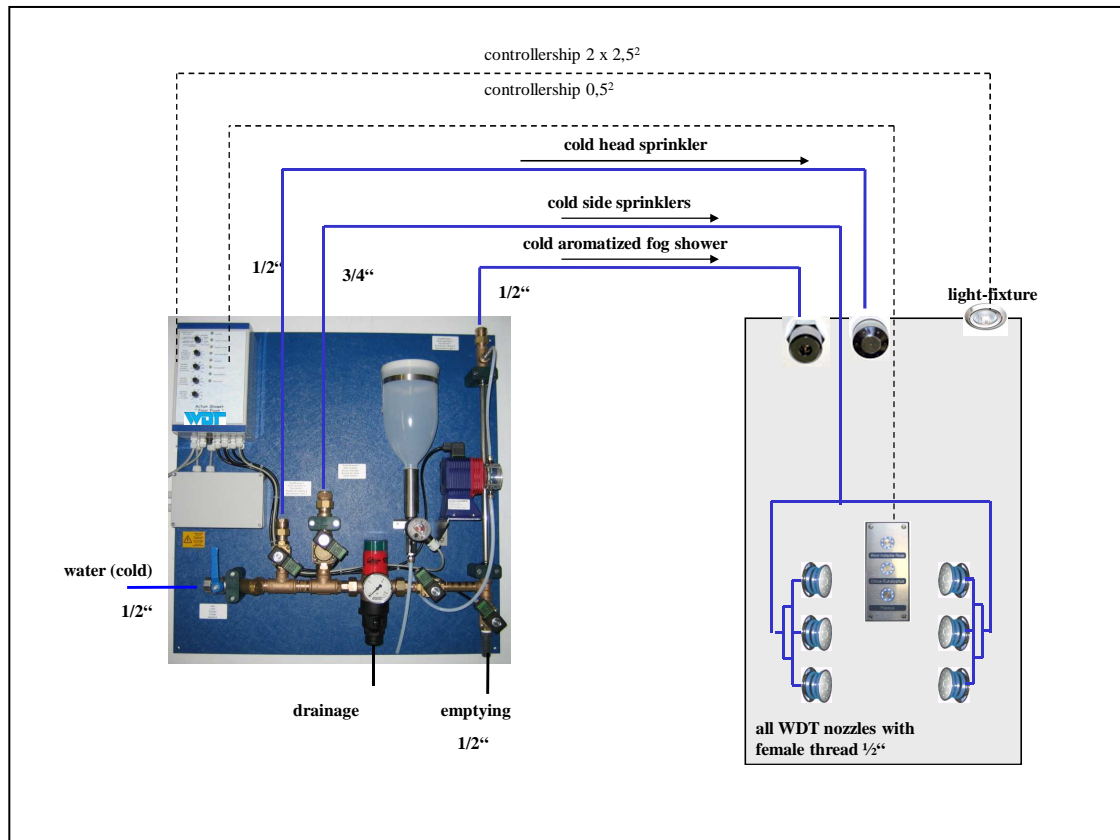 controllership 2 x 2,5²
controllership 0,5²
cold head sprinkler
cold side sprinklers
cold aromatized fog shower
1/2“
3/4“
1/2“
light-fixture
WDT
water (cold)
1/2“
drainage
emptying
1/2“
all WDT nozzles with
female thread ½“